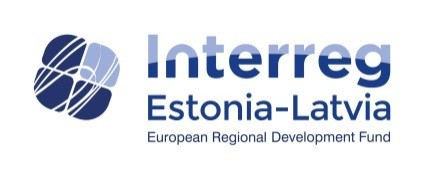 Interreg
Estonia-Latvia
European Regional Development Fund